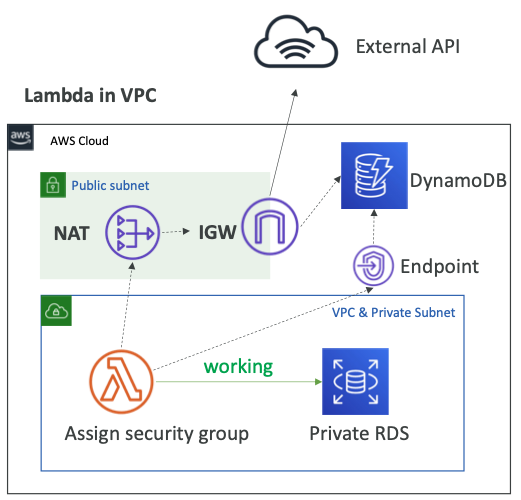 External API
Lambda in VPC
aws
AWS Cloud
Public subnet
DynamoDB
NAT
IGW
Endpoint
VPC & Private Subnet
working
Assign security group
Private RDS